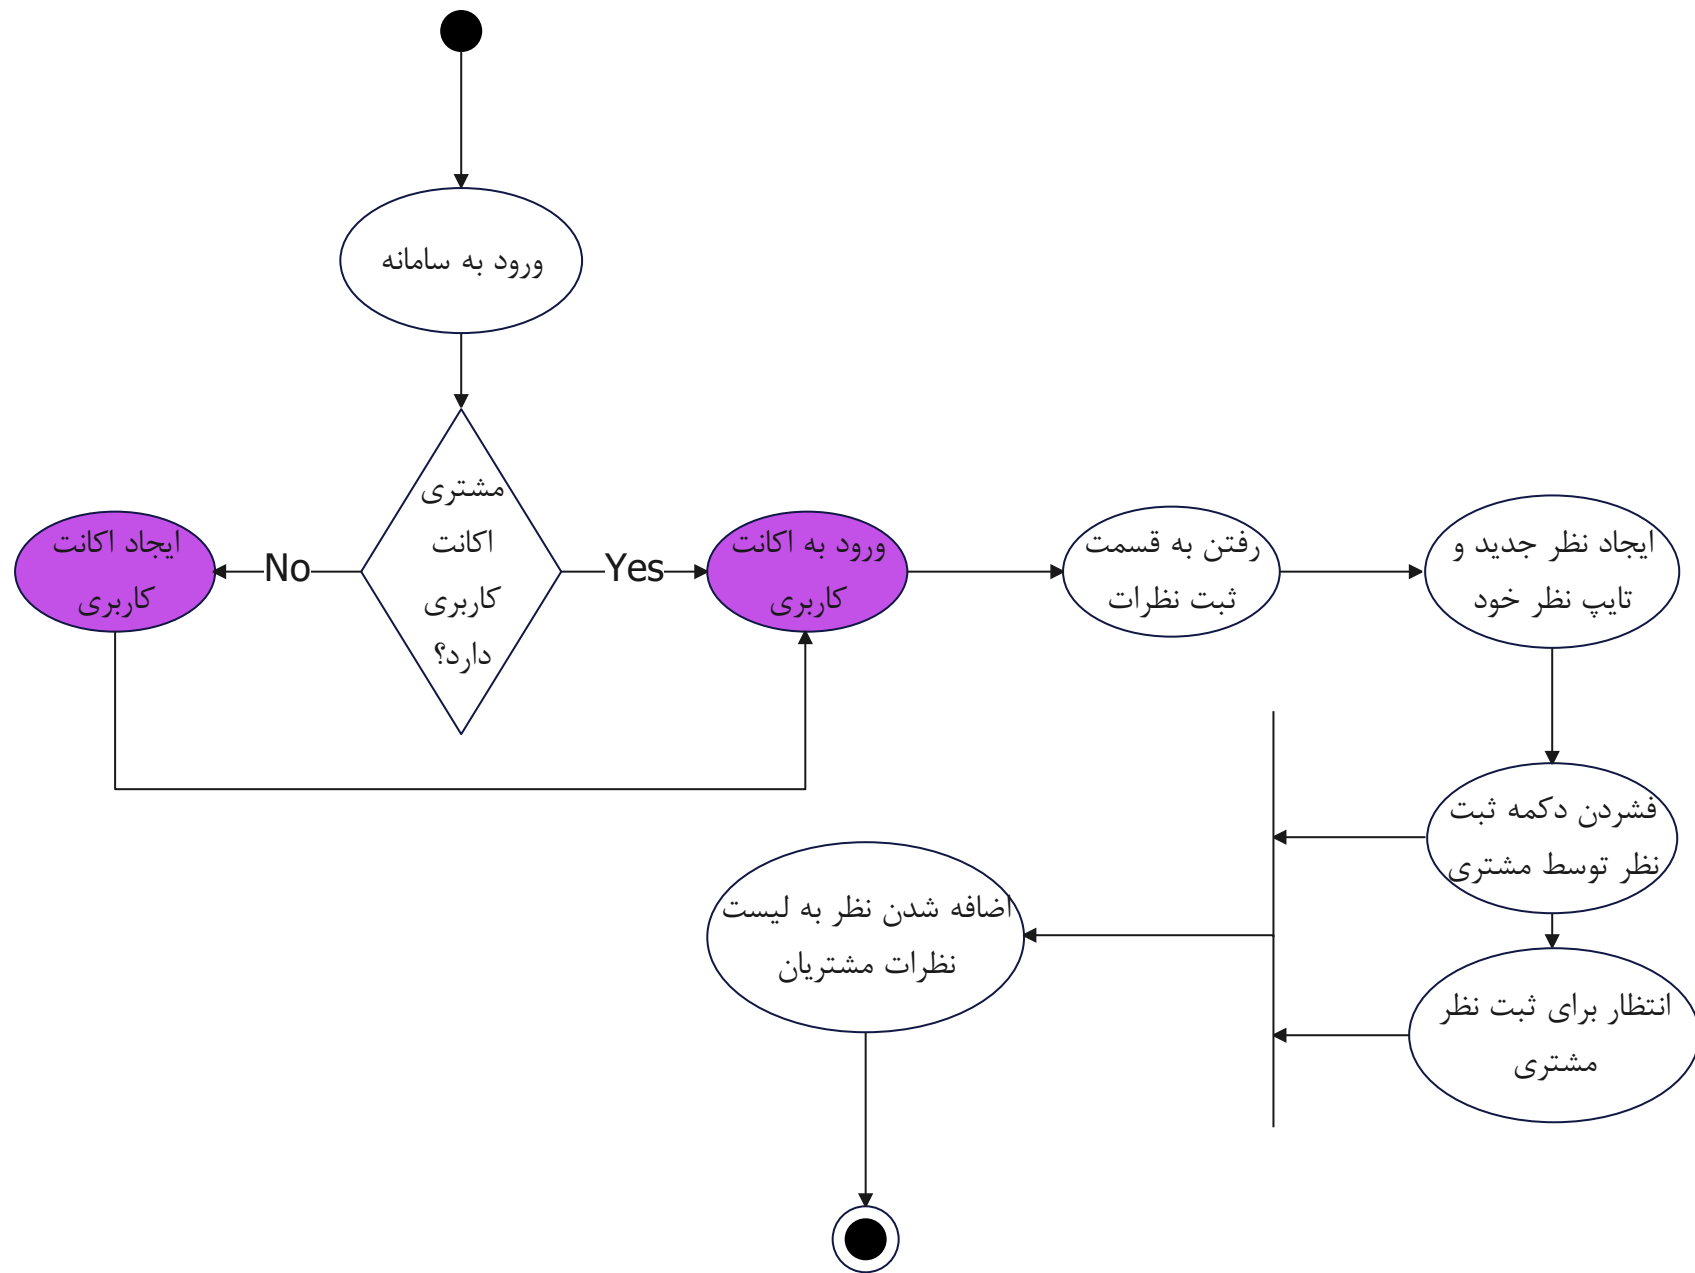 ورود به سامانه
مشتری
اکانت
کاربری
دارد؟
No
Yes
ایجاد اکانت
کاربری
ورود به اکانت
کاربری
رفتن به قسمت
ثبت نظرات
ایجاد نظر جدید و
تایپ نظر خود
فشردن دکمه ثبت
نظر توسط مشتری
انتظار برای ثبت نظر
مشتری
اضافه شدن نظر به لیست
نظرات مشتریان